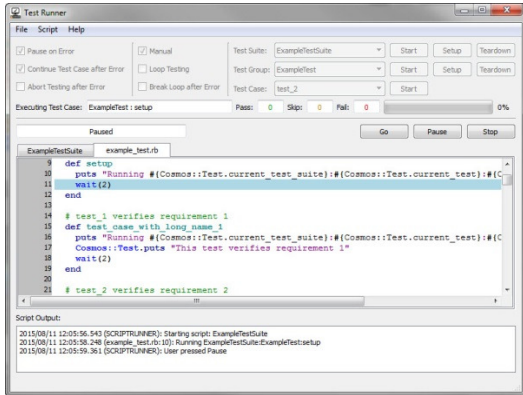 Test Runner
File Script Help
Pause on Error Manual Test Suite: ExampleTestSuite Start Setup Teardown
Continue Test Case after Error Loop Testing Test Group: ExampleTest Start Setup Teardown
Abort Testing after Error Break Loop after Error Test Case: test_2 Start
Executing Test Case: ExampleTest : setup Pass: 0 Skip: 0 Fail: 0 0%
Paused Go Pause Stop
ExampleTestSuite example_test.rb
9 def setup
10 puts "Running #{Cosmos::Test.current_test_suite}:#{Cosmos::Test.current_test}:#{C
11 wait(2)
12 end
13
14 # test_1 verifies requirement 1
15 def test_case_with_long_name_1
16 puts "Running #{Cosmos::Test.current_test_suite}:#{Cosmos::Test.current_test}:#{C
17 Cosmos::Test.puts "This test verifies requirement 1"
18 wait(2)
19 end
20
21 # test_2 verifies requirement 2
Script Output:
2015/08/11 12:05:56.543 (SCRIPTRUNNER): Starting script: ExampleTestSuite
2015/08/11 12:05:58.248 (example_test.rb:10): Running ExampleTestSuite:ExampleTest:setup
2015/08/11 12:05:59.361 (SCRIPTRUNNER): User pressed Pause